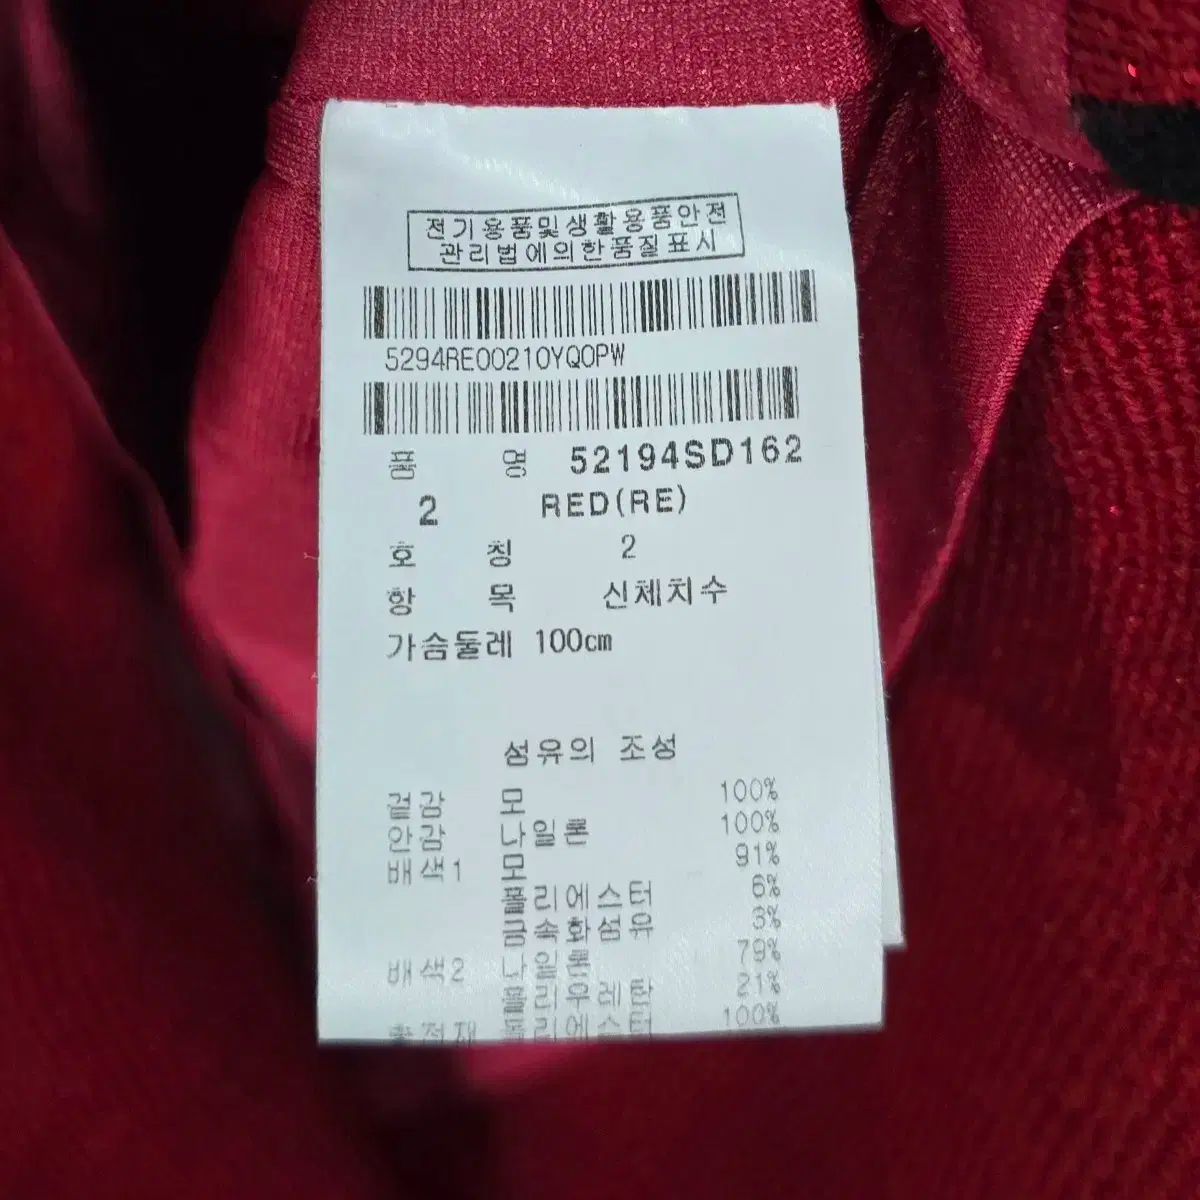 전기용품및생활용품안전
관리법에의한품질표시
5294RE00210YQ0PW
품 명 52194SD162
2 RED(RE)
호 칭 2
항 목 신체치수
가슴둘레 100cm
섬유의 조성
겉감 모 100%
안감 나일론 100%
배색1 모 91%
폴리에스터 6%
금속화섬유 3%
배색2 나일론 79%
폴리우레탄 21%
충전재 폴리에스터 100%